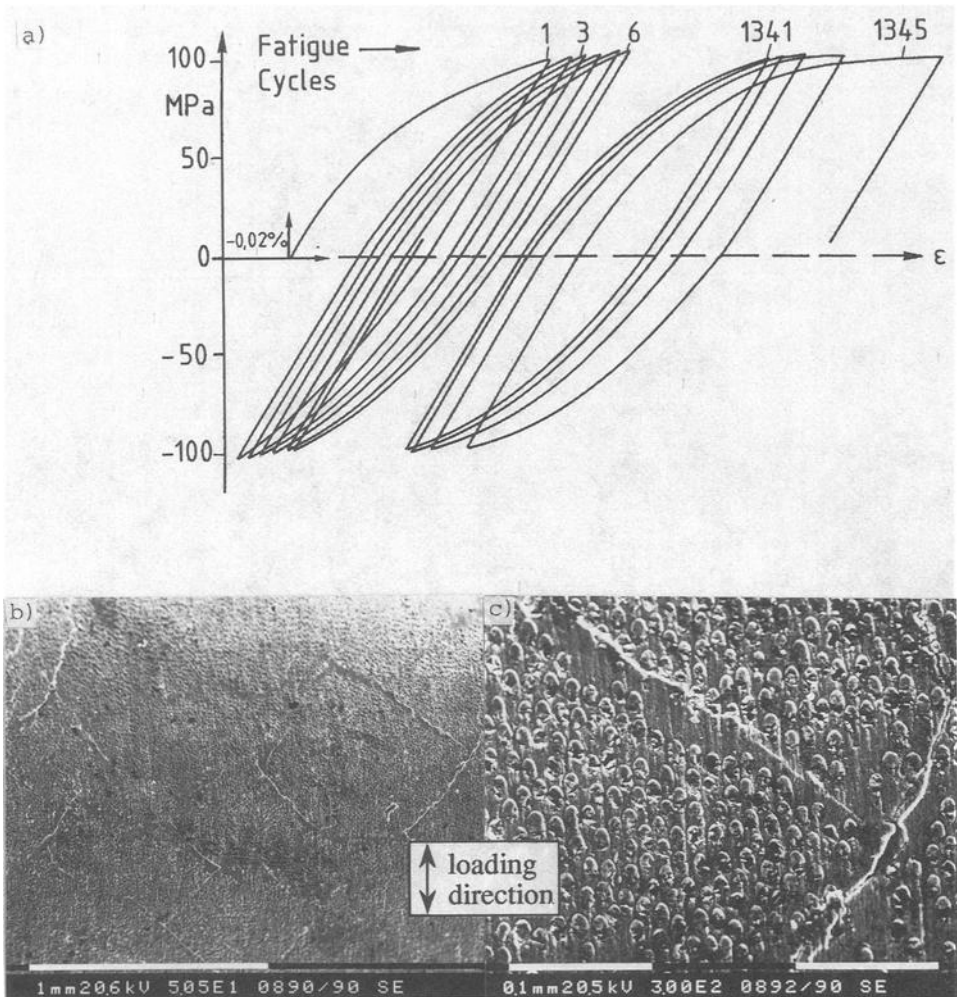 a)
Fatigue
Cycles
1 3 6 1341 1345
100
MPa
50
0
-50
-100
-0,02%
ε
b)
c)
loading
direction
1mm20.6kV 5.05E1 0890/90 SE
0.1mm20.5kV 3.00E2 0892/90 SE